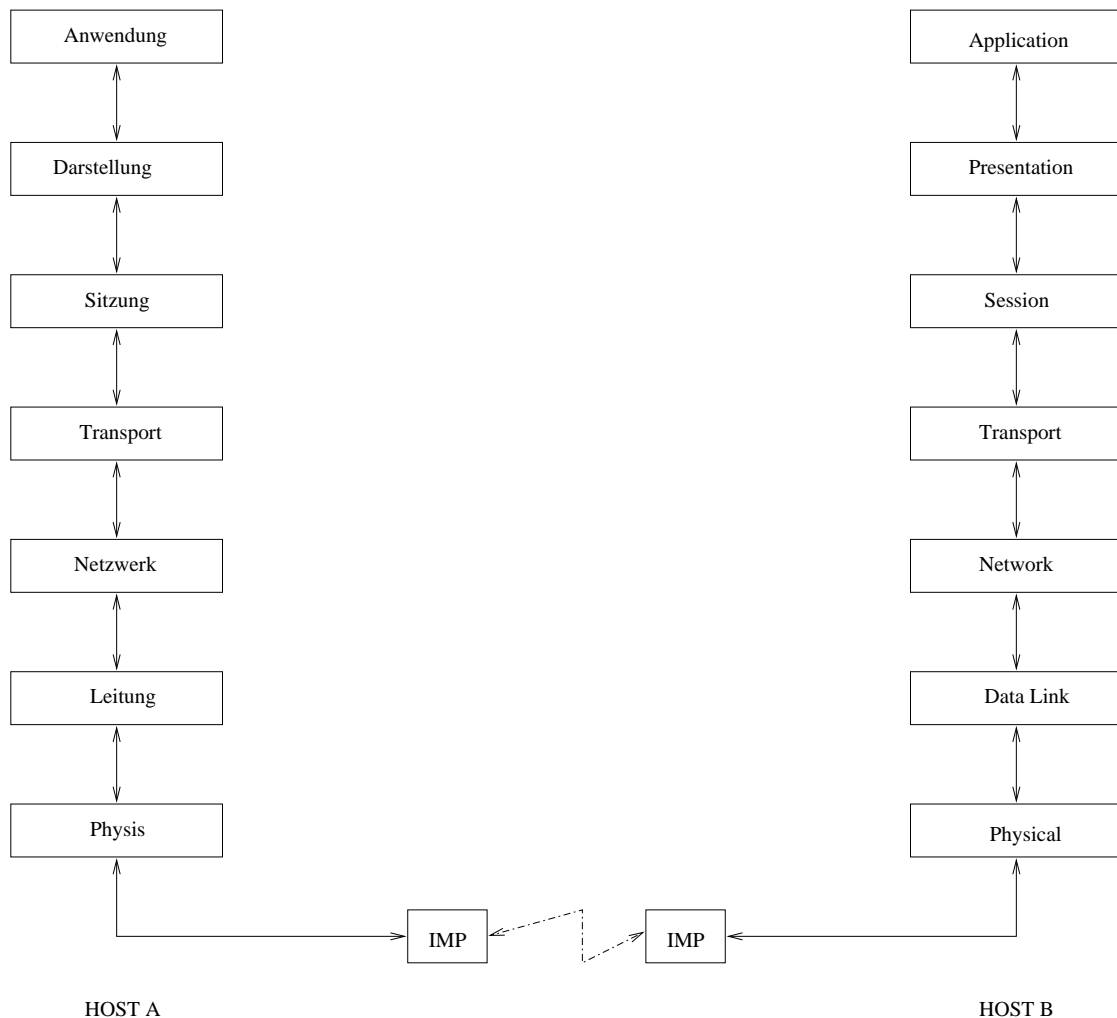 Anwendung
Application
Darstellung
Presentation
Sitzung
Session
Transport
Transport
Netzwerk
Network
Leitung
Data Link
Physis
Physical
IMP
IMP
HOST A
HOST B